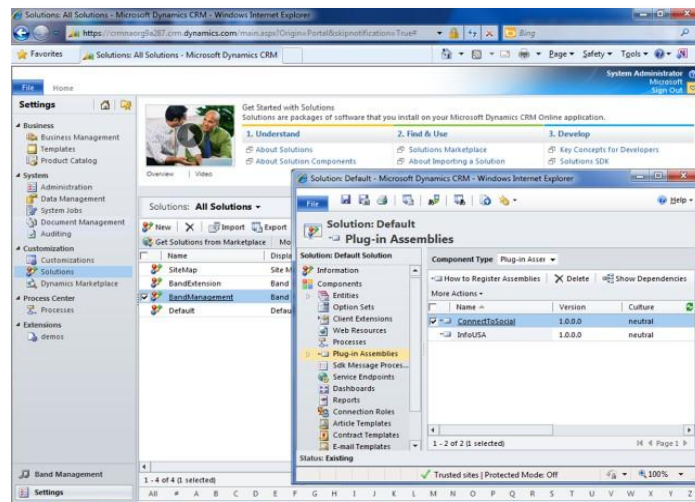 Solutions: All Solutions - Microsoft Dynamics CRM - Windows Internet Explorer
Bing
Favorites
Solutions: All Solutions - Microsoft Dynamics CRM
Page
Safety
Tools
System Administrator
Microsoft
Sign Out
File
Home
Settings
Business
Business Management
Templates
Product Catalog
System
Administration
Data Management
System Jobs
Document Management
Auditing
Customization
Customizations
Solutions
Dynamics Marketplace
Process Center
Processes
Extensions
demos
Band Management
Settings
Overview | Video
Get Started with Solutions
Solutions are packages of software that you install on your Microsoft Dynamics CRM Online application.
1. Understand
About Solutions
About Solution Components
2. Find & Use
Solutions Marketplace
About Importing a Solution
3. Develop
Key Concepts for Developers
Solutions SDK
Solutions: All Solutions
New
Import
Export
Get Solutions from Marketplace
Name
SiteMap
BandExtension
BandManagement
Default
1 - 4 of 4 (1 selected)
All # A B C D E F G H I J K L M N O P Q R S T U V W X Y Z
Solution: Default - Microsoft Dynamics CRM - Windows Internet Explorer
File
Help
Solution: Default
Plug-in Assemblies
Solution: Default Solution
Information
Components
Entities
Option Sets
Client Extensions
Web Resources
Processes
Plug-in Assemblies
Sdk Message Proces...
Service Endpoints
Dashboards
Reports
Connection Roles
Article Templates
Contract Templates
E-mail Templates
Status: Existing
Component Type
How to Register Assemblies
Delete
Show Dependencies
More Actions
Name Version Culture
ConnectToSocial 1.0.0.0 neutral
InfoUSA 1.0.0.0 neutral
1 - 2 of 2 (1 selected)
Page 1
Trusted sites | Protected Mode: Off
100%